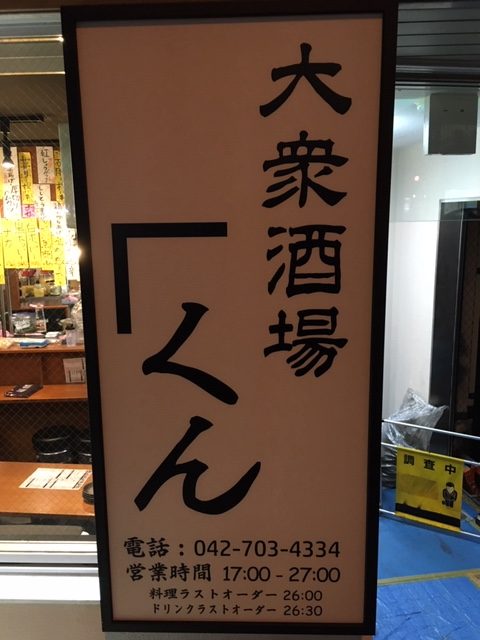 大衆酒場
「くん
電話：042-703-4334
営業時間 17:00-27:00
料理ラストオーダー 26:00
ドリンクラストオーダー 26:30
調査中